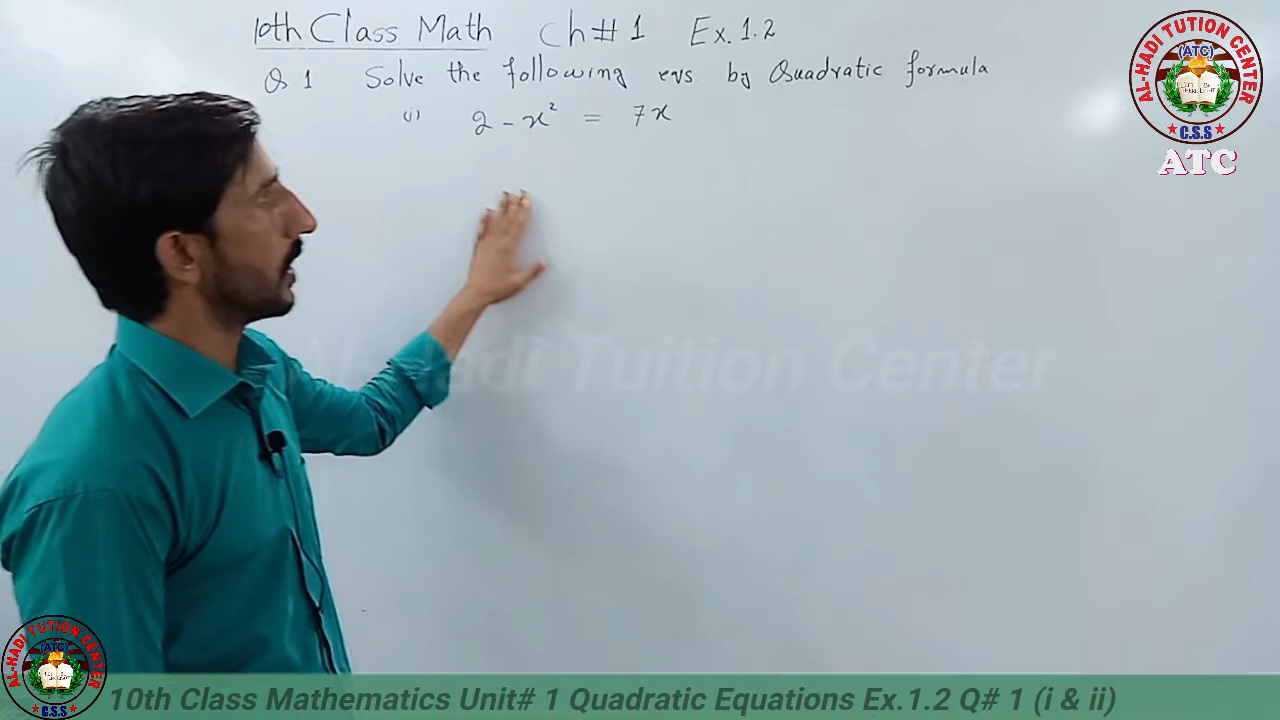 10th Class Math Ch# 1 Ex. 1.2
Q 1 Solve the following eqs by Quadratic formula
(i) 2 - x² = 7x
AL-HADI TUTION CENTER
(ATC)
C.S.S
ATC
Al-Hadi Tuition Center
AL-HADI TUTION CENTER
(ATC)
C.S.S
10th Class Mathematics Unit# 1 Quadratic Equations Ex.1.2 Q# 1 (i & ii)